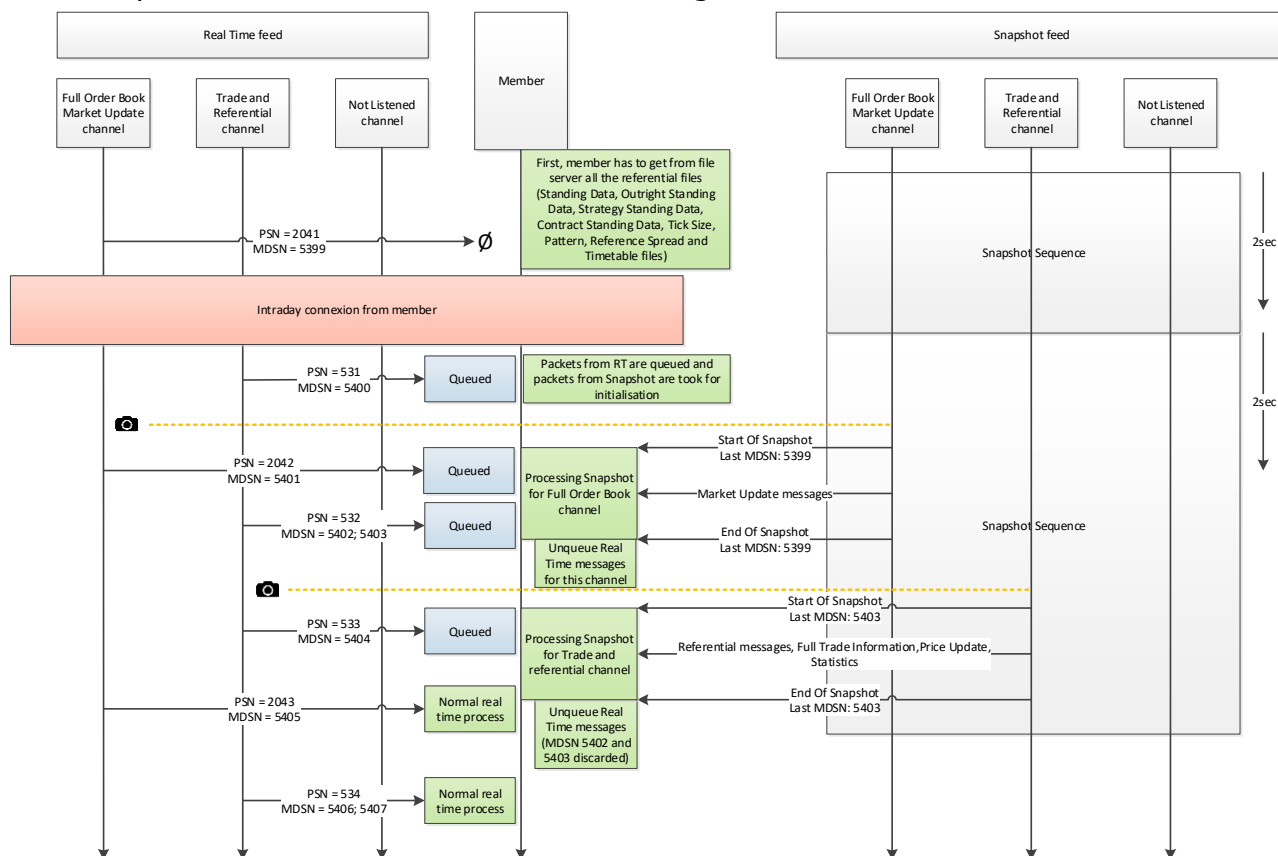 Real Time feed
Member
Snapshot feed
Full Order Book
Market Update
channel
Trade and
Referential
channel
Not Listened
channel
Full Order Book
Market Update
channel
Trade and
Referential
channel
Not Listened
channel
First, member has to get from file
server all the referential files
(Standing Data, Outright Standing
Data, Strategy Standing Data,
Contract Standing Data, Tick Size,
Pattern, Reference Spread and
Timetable files)
PSN = 2041
MDSN = 5399
Ø
Snapshot Sequence
2sec
Intraday connexion from member
PSN = 531
MDSN = 5400
Queued
Packets from RT are queued and
packets from Snapshot are took for
initialisation
2sec
Start Of Snapshot
Last MDSN: 5399
PSN = 2042
MDSN = 5401
Queued
Processing Snapshot
for Full Order Book
channel
Market Update messages
PSN = 532
MDSN = 5402; 5403
Queued
End Of Snapshot
Last MDSN: 5399
Snapshot Sequence
Unqueue Real
Time messages
for this channel
Start Of Snapshot
Last MDSN: 5403
PSN = 533
MDSN = 5404
Queued
Processing Snapshot
for Trade and
referential channel
Referential messages, Full Trade Information,Price Update,
Statistics
End Of Snapshot
Last MDSN: 5403
PSN = 2043
MDSN = 5405
Normal real
time process
Unqueue Real
Time messages
(MDSN 5402 and
5403 discarded)
PSN = 534
MDSN = 5406; 5407
Normal real
time process